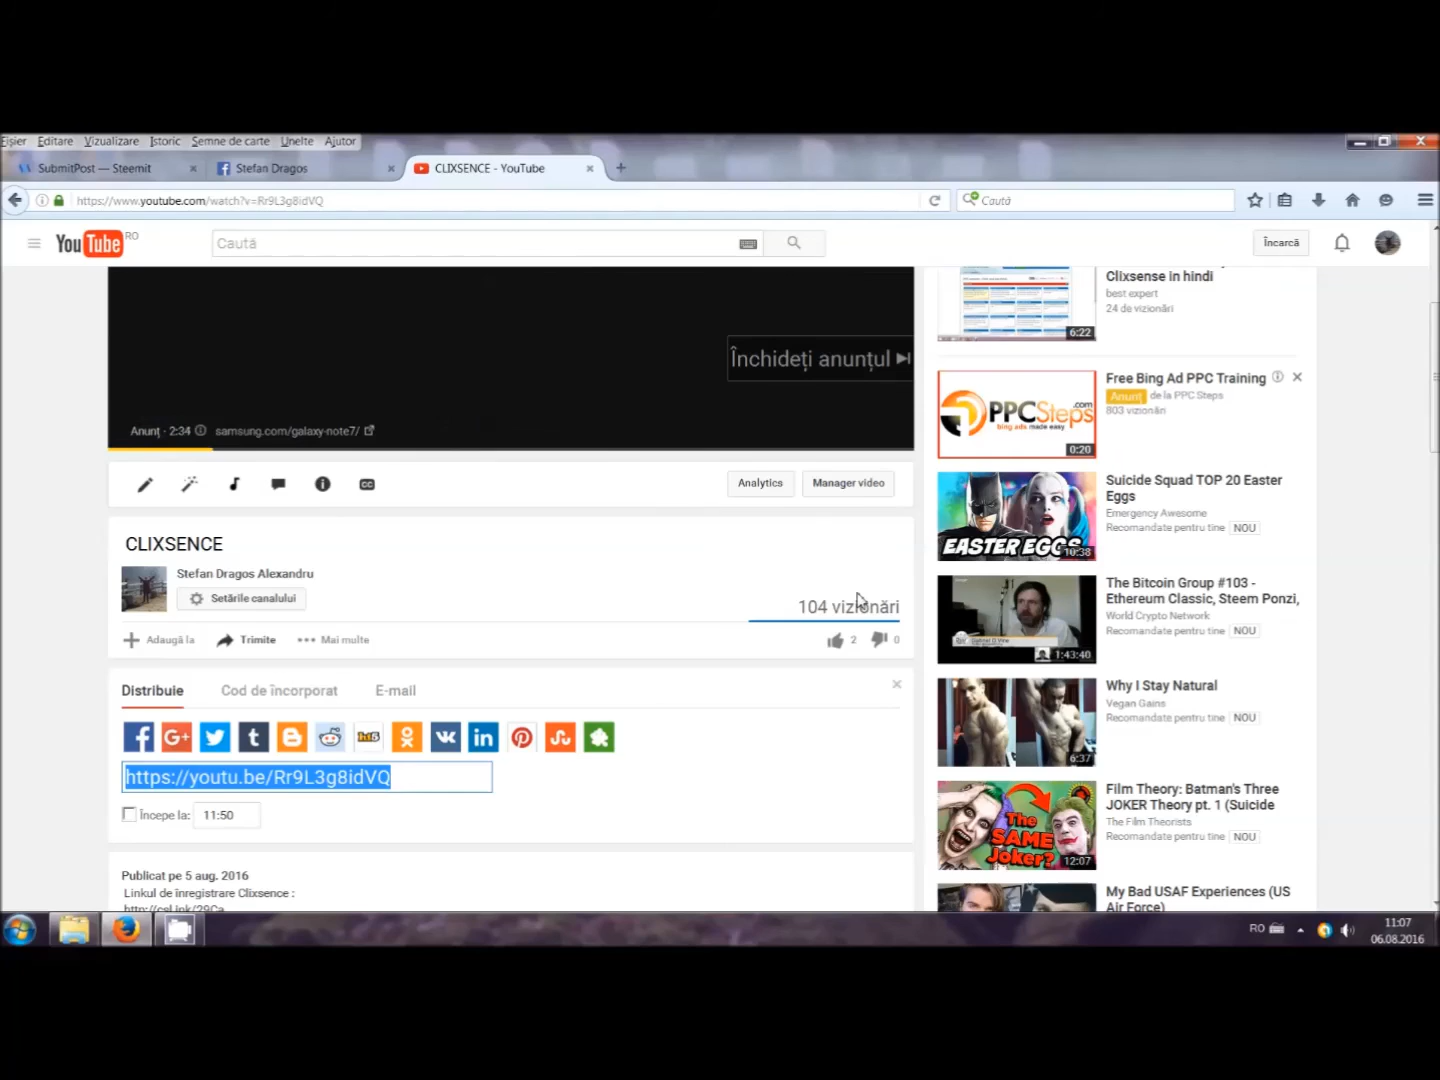 Fișier Editare Vizualizare Istoric Semne de carte Unelte Ajutor
SubmitPost — Steemit
Stefan Dragos
CLIXSENCE - YouTube
https://www.youtube.com/watch?v=Rr9L3g8idVQ
Caută
YouTube RO
Caută
Încarcă
Închideți anunțul
Anunț · 2:34
samsung.com/galaxy-note7/
Analytics
Manager video
CLIXSENCE
Stefan Dragos Alexandru
Setările canalului
104 vizionări
Adaugă la
Trimite
Mai multe
2
0
Distribuie
Cod de încorporat
E-mail
https://youtu.be/Rr9L3g8idVQ
Începe la:
11:50
Publicat pe 5 aug. 2016
Linkul de înregistrare Clixsence :
Clixsense in hindi
best expert
24 de vizionări
6:22
Free Bing Ad PPC Training
Anunț de la PPC Steps
803 vizionări
PPCSteps.com
bing ads made easy
0:20
Suicide Squad TOP 20 Easter
Eggs
Emergency Awesome
Recomandate pentru tine NOU
EASTER EGGS
10:38
The Bitcoin Group #103 -
Ethereum Classic, Steem Ponzi,
World Crypto Network
Recomandate pentru tine NOU
1:43:40
Why I Stay Natural
Vegan Gains
Recomandate pentru tine NOU
6:37
Film Theory: Batman's Three
JOKER Theory pt. 1 (Suicide
The Film Theorists
Recomandate pentru tine NOU
The
SAME
Joker?
12:07
My Bad USAF Experiences (US
Air Force)
RO
11:07
06.08.2016